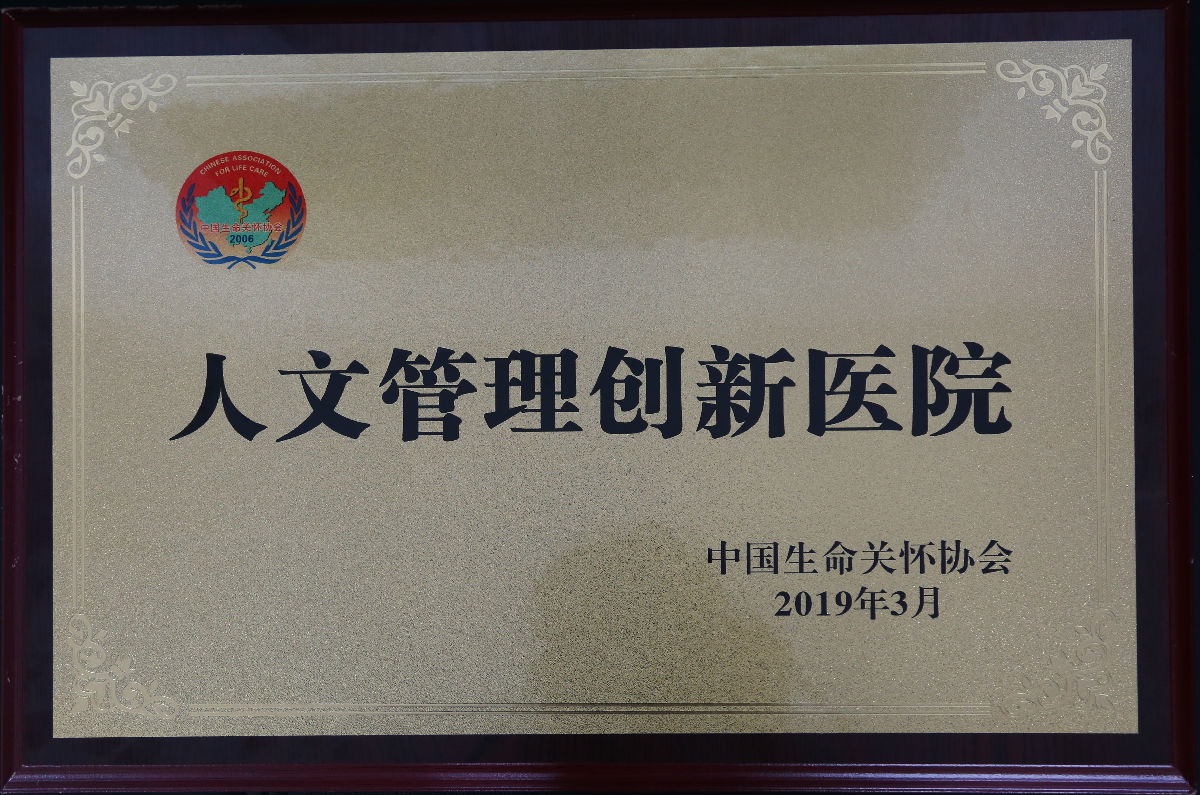 CHINESE ASSOCIATION
FOR LIFE CARE
中国生命关怀协会
2006
人文管理创新医院
中国生命关怀协会
2019年3月